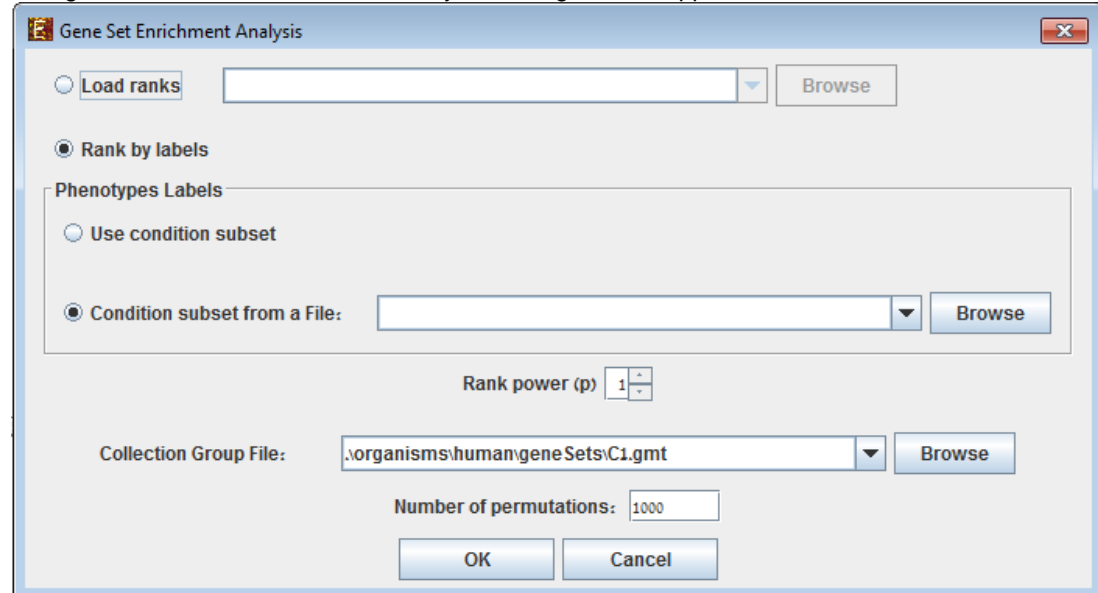 Gene Set Enrichment Analysis
Load ranks Browse
Rank by labels
Phenotypes Labels
Use condition subset
Condition subset from a File: Browse
Rank power (p) 1
Collection Group File: .\organisms\human\geneSets\C1.gmt Browse
Number of permutations: 1000
OK Cancel